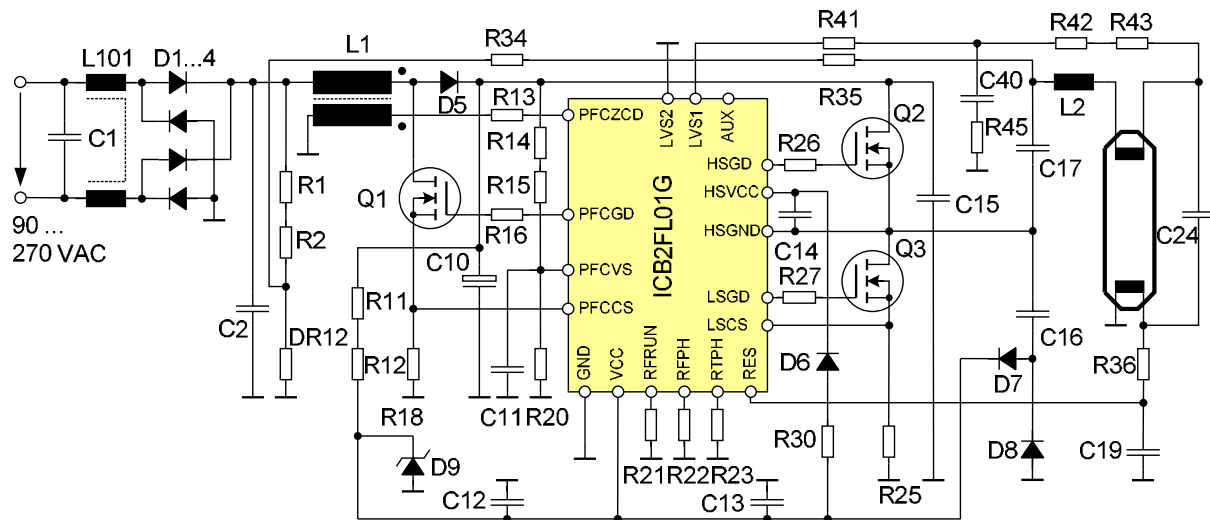 L101
D1...4
L1
R34
R41
R42
R43
C1
D5
R13
R35
C40
L2
R14
R45
Q2
PFCZCD
LVS2
LVS1
AUX
HSGD
R26
C17
R1
R15
HSVCC
Q1
PFCGD
R16
C14
C15
C24
90 ...
270 VAC
R2
ICB2FL01G
HSGND
Q3
C10
PFCVS
R27
LSGD
R11
PFCCS
LSCS
C2
DR12
R12
C16
D6
D7
R36
GND
VCC
RFRUN
RFPH
RTPH
RES
R18
C11
R20
R30
D8
C19
D9
R21
R22
R23
R25
C12
C13